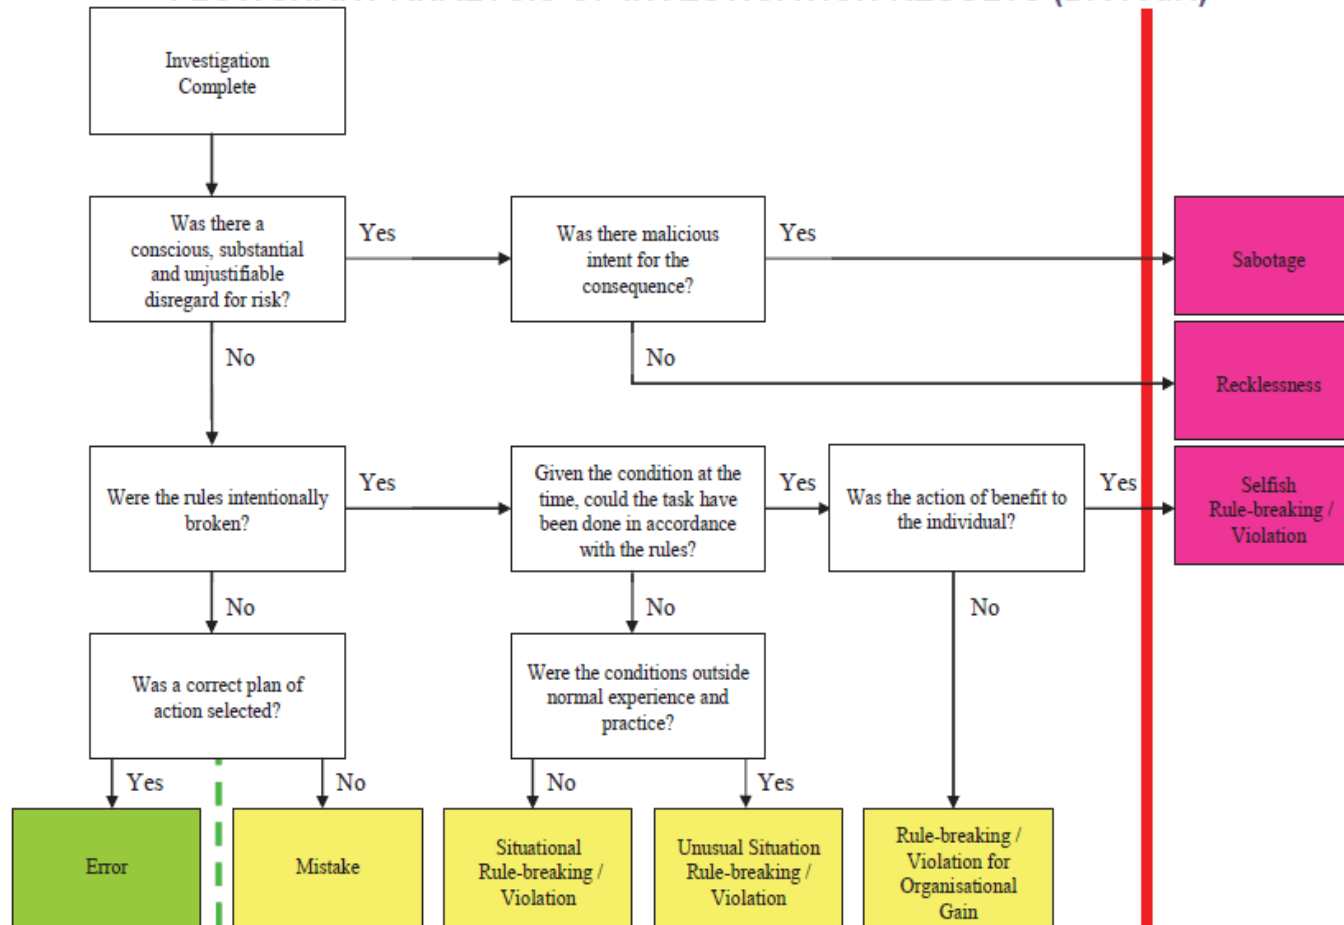 Investigation
Complete
Was there a
conscious, substantial
and unjustifiable
disregard for risk?
Yes
Was there malicious
intent for the
consequence?
Yes
Sabotage
No
No
Recklessness
Were the rules intentionally
broken?
Yes
Given the condition at the
time, could the task have
been done in accordance
with the rules?
Yes
Was the action of benefit to
the individual?
Yes
Selfish
Rule-breaking /
Violation
No
No
No
Was a correct plan of
action selected?
Were the conditions outside
normal experience and
practice?
Yes
No
No
Yes
Error
Mistake
Situational
Rule-breaking /
Violation
Unusual Situation
Rule-breaking /
Violation
Rule-breaking /
Violation for
Organisational
Gain